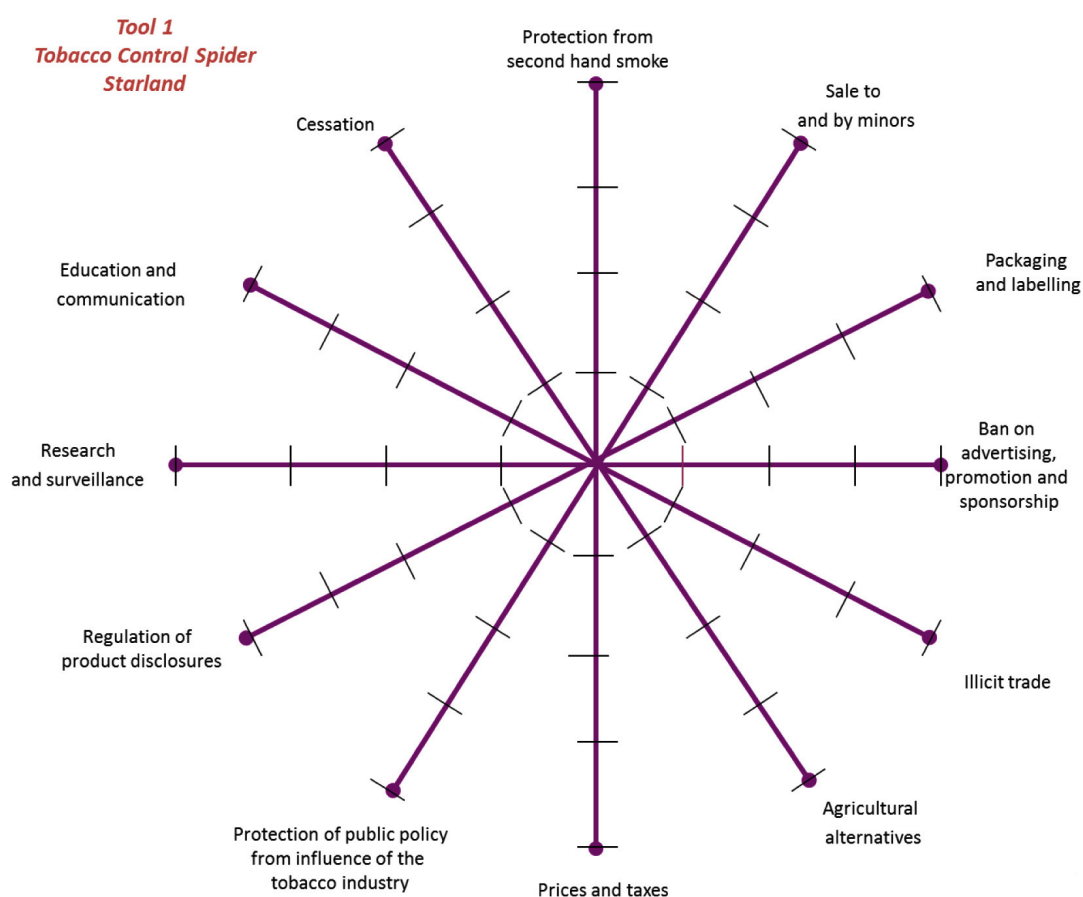 Tool 1
Tobacco Control Spider
Starland
Protection from
second hand smoke
Sale to
and by minors
Packaging
and labelling
Ban on
advertising,
promotion and
sponsorship
Illicit trade
Agricultural
alternatives
Prices and taxes
Protection of public policy
from influence of the
tobacco industry
Regulation of
product disclosures
Research
and surveillance
Education and
communication
Cessation